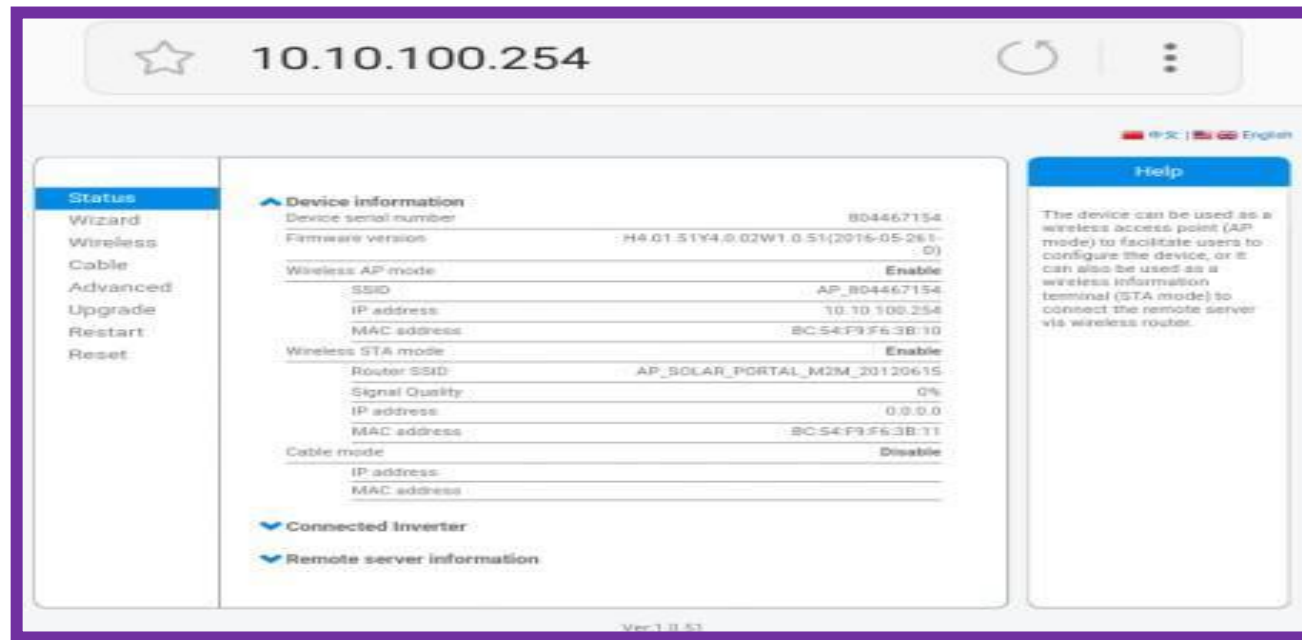 10.10.100.254
中文 | English
Status
Wizard
Wireless
Cable
Advanced
Upgrade
Restart
Reset
Device information
Device serial number 804467154
Firmware version H4.01.51Y4.0.02W1.0.51(2016-05-261-
D)
Wireless AP mode Enable
SSID AP_804467154
IP address 10.10.100.254
MAC address BC:54:F9:F6:3B:10
Wireless STA mode Enable
Router SSID AP_SOLAR_PORTAL_M2M_20120615
Signal Quality 0%
IP address 0.0.0.0
MAC address BC:54:F9:F6:3B:11
Cable mode Disable
IP address
MAC address
Connected Inverter
Remote server information
Help
The device can be used as a
wireless access point (AP
mode) to facilitate users to
configure the device, or it
can also be used as a
wireless information
terminal (STA mode) to
connect the remote server
via wireless router.
Ver:1.0.51